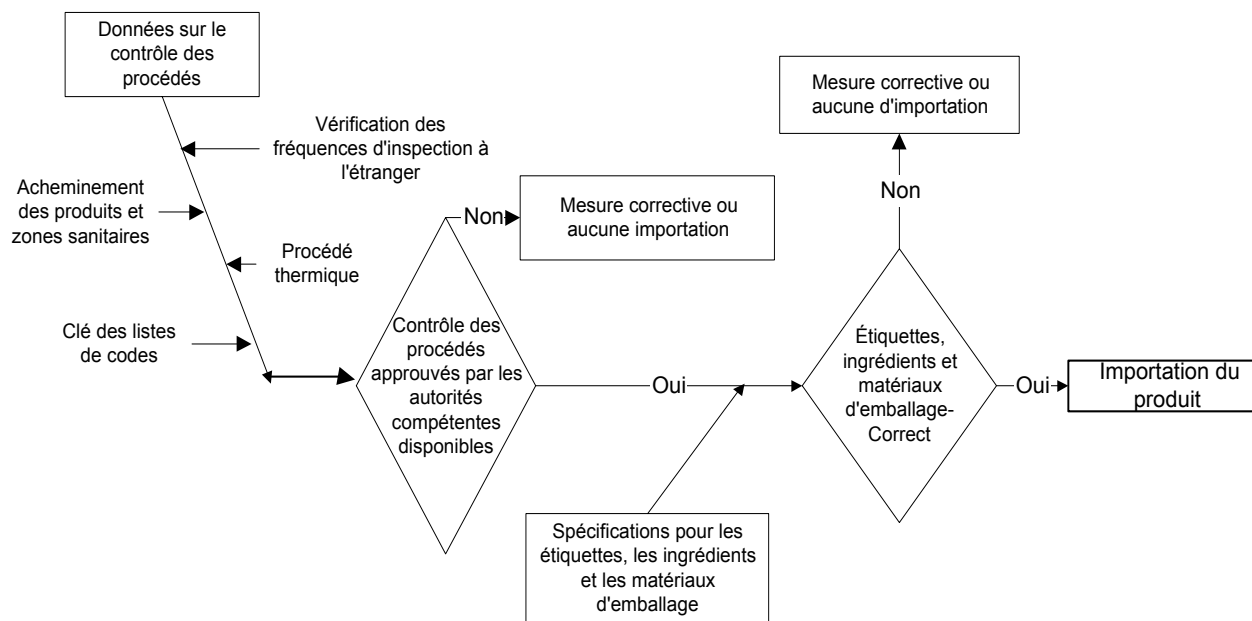 Données sur le
contrôle des
procédés
Vérification des
fréquences d'inspection à
l'étranger
Acheminement
des produits et
zones sanitaires
Procédé
thermique
Clé des listes
de codes
Contrôle des
procédés
approuvés par les
autorités
compétentes
disponibles
Non
Mesure corrective ou
aucune importation
Oui
Spécifications pour les
étiquettes, les ingrédients
et les matériaux
d'emballage
Étiquettes,
ingrédients et
matériaux
d'emballage-
Correct
Non
Mesure corrective ou
aucune d'importation
Oui
Importation du
produit